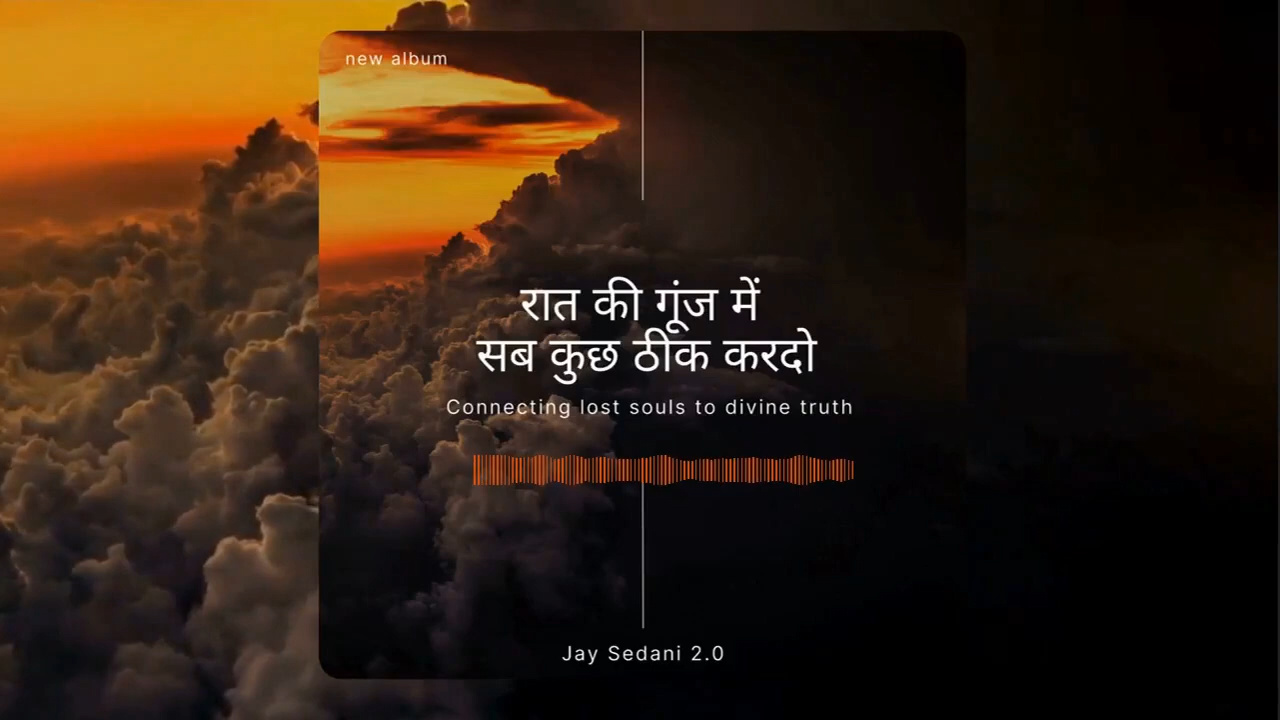 new album
रात की गूंज में
सब कुछ ठीक करदो
Connecting lost souls to divine truth
Jay Sedani 2.0